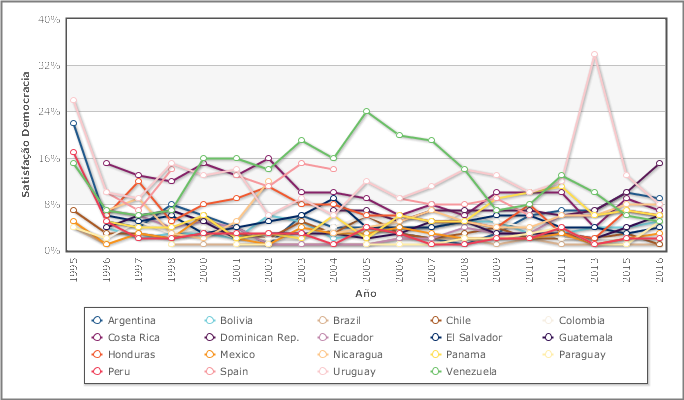 40%
32%
24%
16%
8%
0%
Satisfação Democracia
1995 1996 1997 1998 2000 2001 2002 2003 2004 2005 2006 2007 2008 2009 2010 2011 2013 2015 2016
Año
Argentina Bolivia Brazil Chile Colombia
Costa Rica Dominican Rep. Ecuador El Salvador Guatemala
Honduras Mexico Nicaragua Panama Paraguay
Peru Spain Uruguay Venezuela